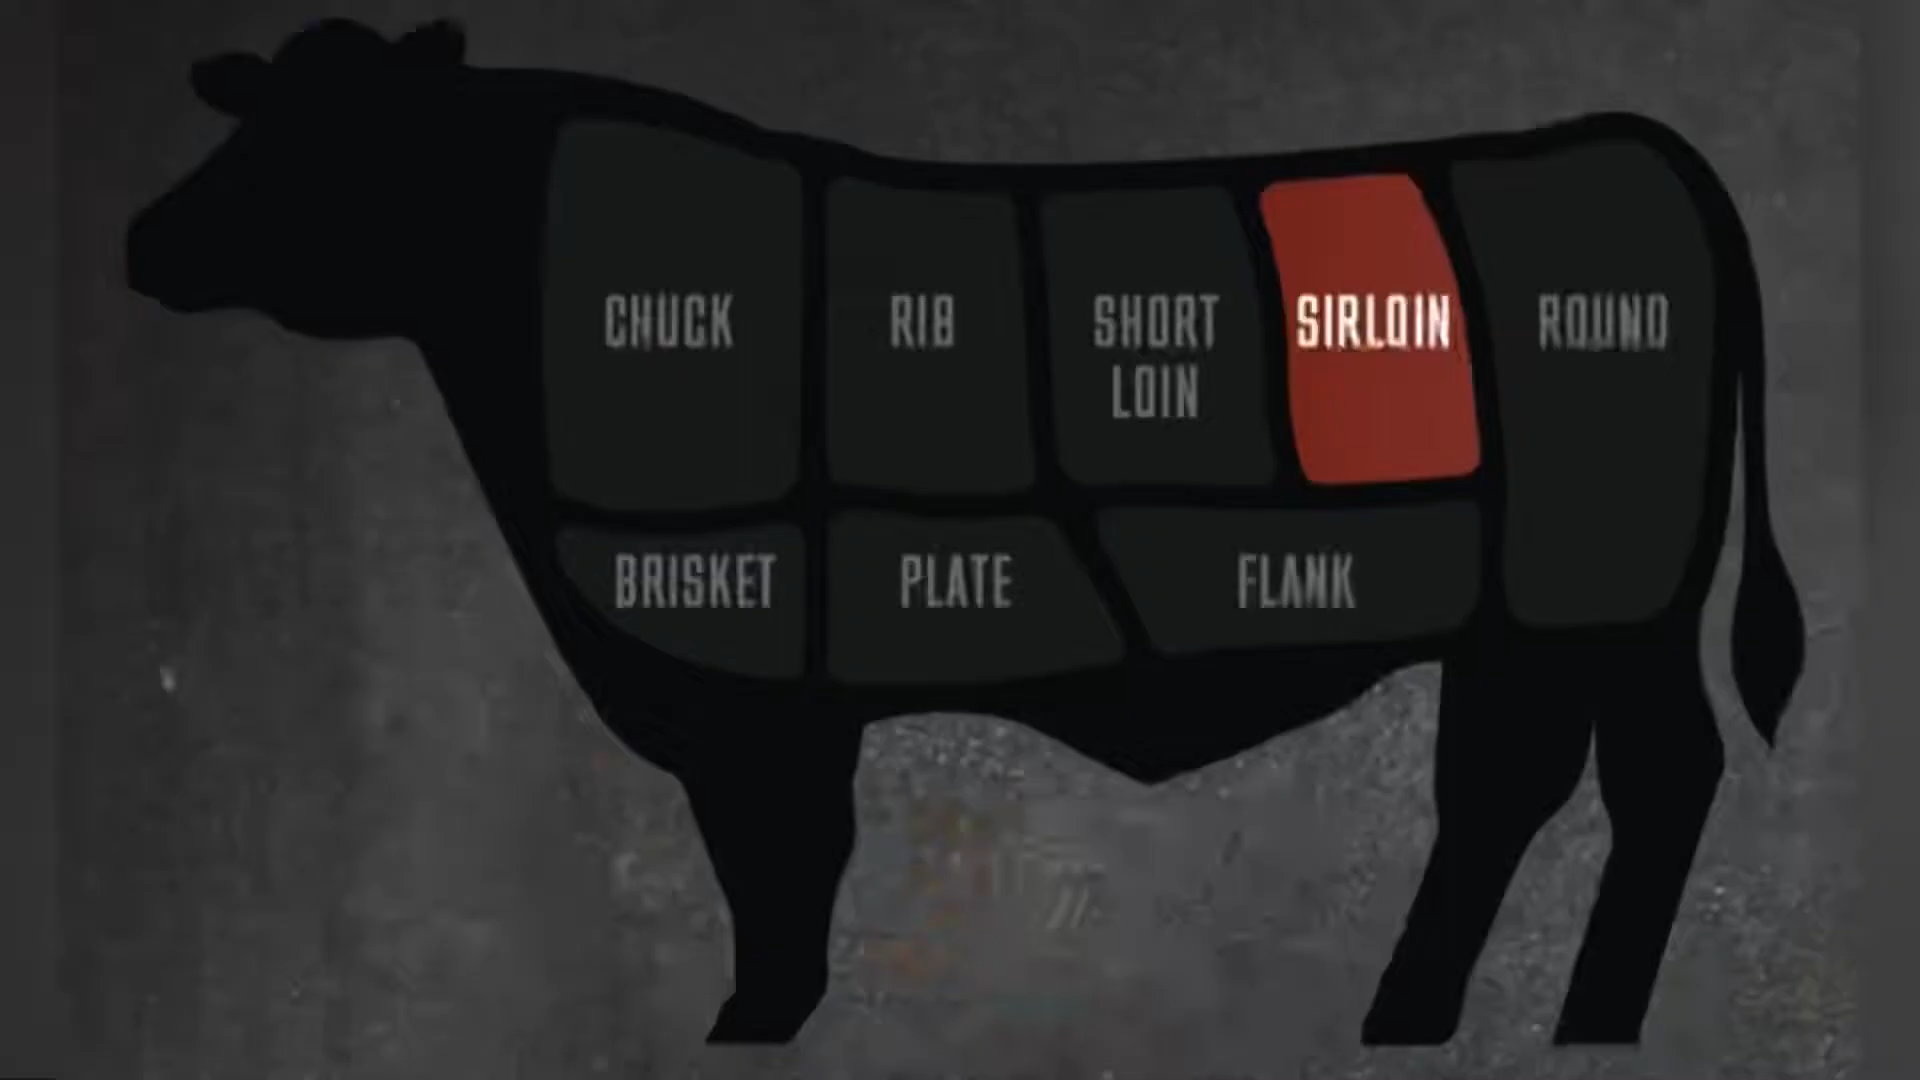 CHUCK
RIB
SHORT
LOIN
SIRLOIN
ROUND
BRISKET
PLATE
FLANK